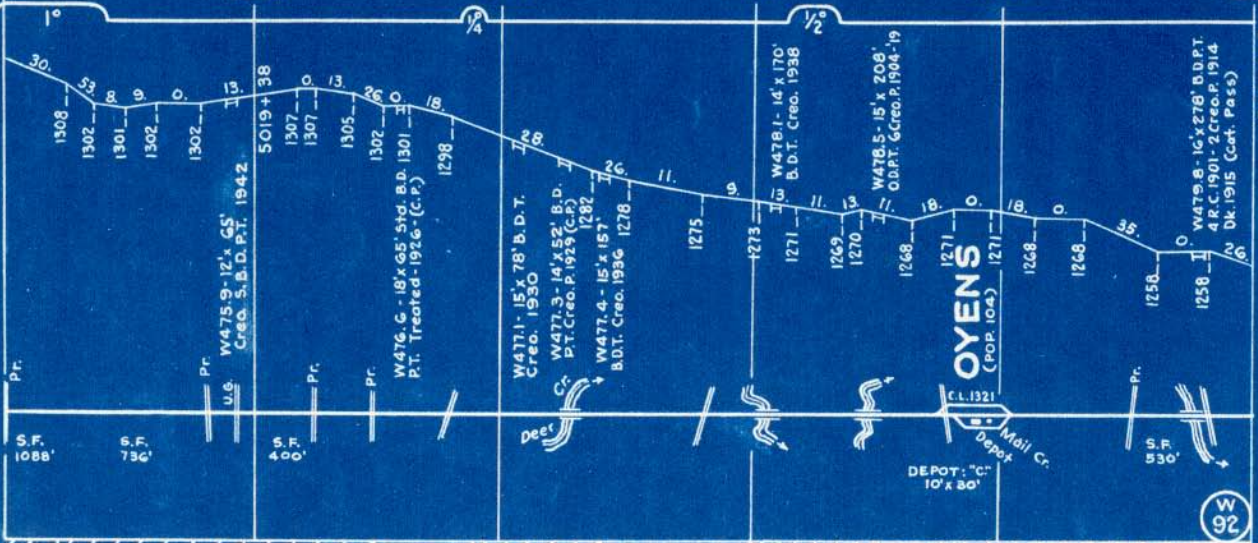 1°
¼°
½°
30.
53.
8.
9.
0.
13.
0.
13.
26.
0.
18.
28.
26.
11.
9.
13.
11.
13.
11.
18.
0.
18.
0.
35.
0.
26.
1308
1302
1301
1302
1302
5019 + 38
1307
1307
1305
1302
1301
1298
1282
1278
1275
1273
1271
1269
1270
1268
1271
1271
1268
1268
1258
1258
W475.9 - 12' x 65'
Creo. S.B.D.P.T. 1942
W476.6 - 18' x 65' Std. B.D.
P.T. Treated - 1926 (C.P.)
W477.1 - 15' x 78' B.D.T.
Creo. 1930
W477.3 - 14' x 52' B.D.
P.T. Creo. P. 1929 (C.P.)
W477.4 - 15' x 157'
B.D.T. Creo. 1936
W478.1 - 14' x 170'
B.D.T. Creo. 1938
W478.5 - 15' x 208'
O.D.P.T. 6 Creo. P. 1904-'19
OYENS
(POP. 104)
W479.8 - 16' x 278' B.D.P.T.
4 R.C. 1901 - 2 Creo. P. 1914
Dk. 1915 (Cat. Pass)
Pr.
Pr.
U.G.
Pr.
Pr.
Deer Cr.
C.L. 1321
Depot
Mail Cr.
Pr.
S.F.
1088'
S.F.
736'
S.F.
400'
S.F.
530'
DEPOT: "C."
10' x 30'
W
92